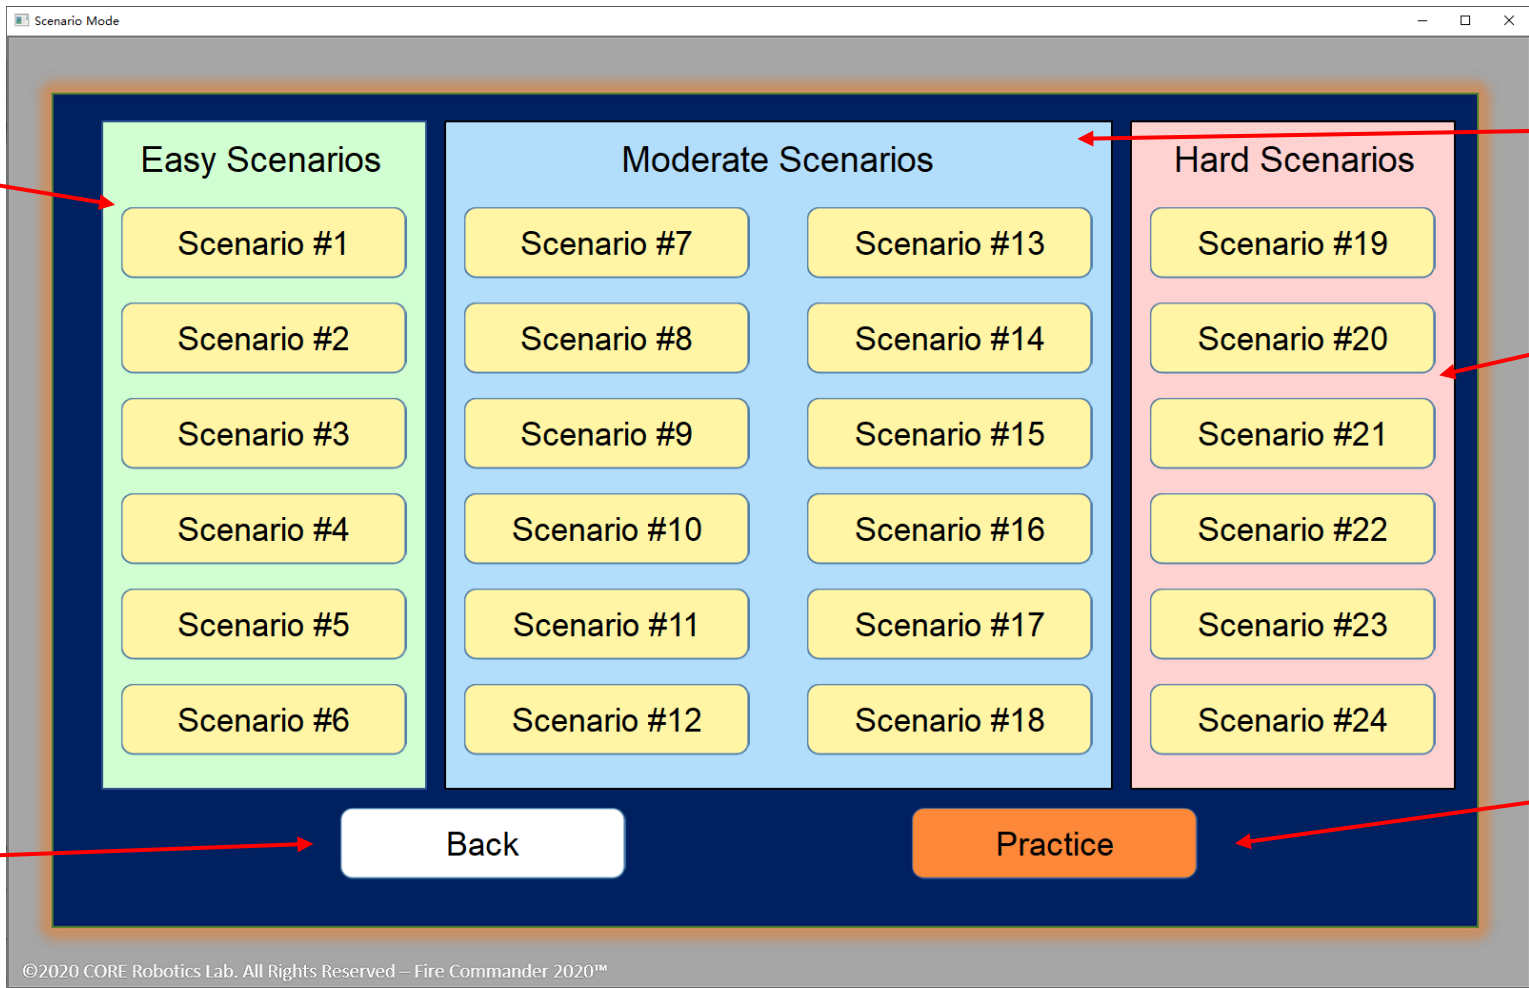 Scenario Mode
Easy Scenarios
Scenario #1
Scenario #2
Scenario #3
Scenario #4
Scenario #5
Scenario #6
Moderate Scenarios
Scenario #7
Scenario #8
Scenario #9
Scenario #10
Scenario #11
Scenario #12
Scenario #13
Scenario #14
Scenario #15
Scenario #16
Scenario #17
Scenario #18
Hard Scenarios
Scenario #19
Scenario #20
Scenario #21
Scenario #22
Scenario #23
Scenario #24
Back
Practice
©2020 CORE Robotics Lab. All Rights Reserved – Fire Commander 2020™